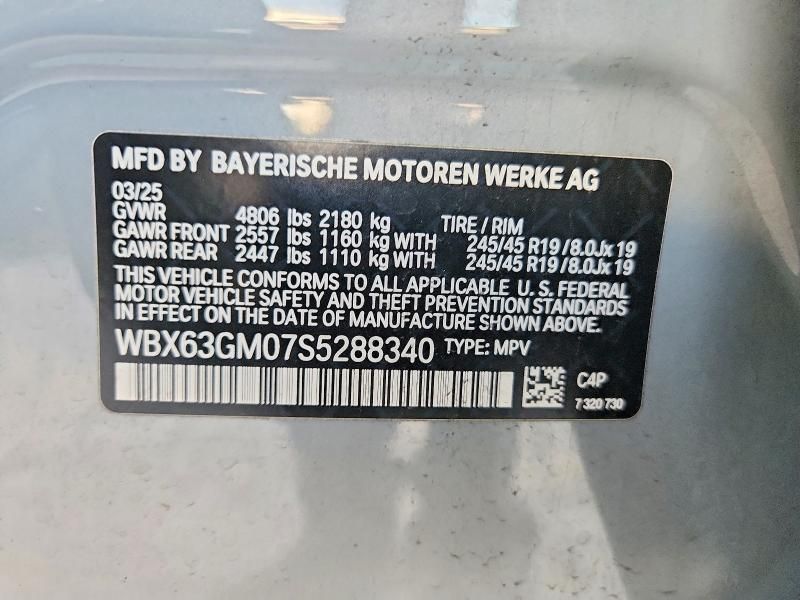 MFD BY BAYERISCHE MOTOREN WERKE AG
03/25
GVWR 4806 lbs 2180 kg TIRE / RIM
GAWR FRONT 2557 lbs 1160 kg WITH 245/45 R19 / 8.0Jx 19
GAWR REAR 2447 lbs 1110 kg WITH 245/45 R19 / 8.0Jx 19
THIS VEHICLE CONFORMS TO ALL APPLICABLE U.S. FEDERAL
MOTOR VEHICLE SAFETY AND THEFT PREVENTION STANDARDS
IN EFFECT ON THE DATE OF MANUFACTURE SHOWN ABOVE.
WBX63GM07S5288340 TYPE: MPV
C4P
7 320 730